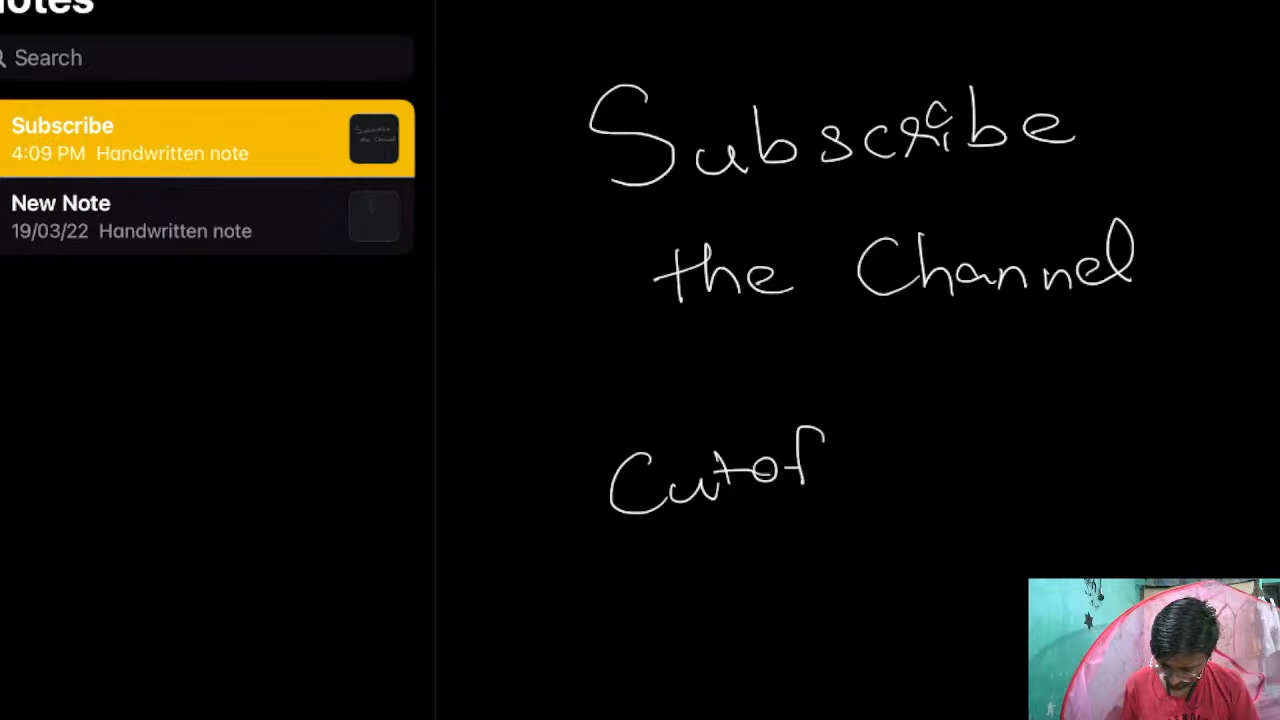 Notes
Search
Subscribe
4:09 PM Handwritten note
New Note
19/03/22 Handwritten note
Subscribe
the Channel
Cutof